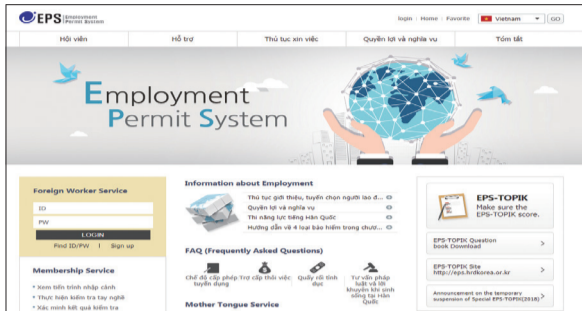 EPS Employment Permit System
login | Home | Favorite Vietnam GO
Hội viên Hỗ trợ Thủ tục xin việc Quyền lợi và nghĩa vụ Tóm tắt
Employment
Permit System
Foreign Worker Service
ID
PW
LOGIN
Find ID/PW | Sign up
Membership Service
Xem tiến trình nhập cảnh
Thực hiện kiểm tra tay nghề
Xác minh kết quả kiểm tra
Information about Employment
Thủ tục giới thiệu, tuyển chọn người lao đ...
Quyền lợi và nghĩa vụ
Thi năng lực tiếng Hàn Quốc
Hướng dẫn về 4 loại bảo hiểm trong chươ...
FAQ (Frequently Asked Questions)
Chế độ cấp phép tuyển dụng
Trợ cấp thôi việc
Quấy rối tình dục
Tư vấn pháp luật và lời khuyên khi sinh sống tại Hàn Quốc
Mother Tongue Service
EPS-TOPIK
Make sure the
EPS-TOPIK score.
EPS-TOPIK Question
book Download
EPS-TOPIK Site
http://eps.hrdkorea.or.kr
Announcement on the temporary
suspension of Special EPS-TOPIK(2018)